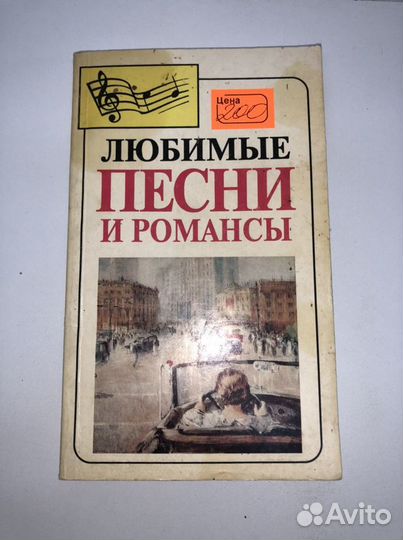 Цена
200
ЛЮБИМЫЕ
ПЕСНИ
И РОМАНСЫ
Avito